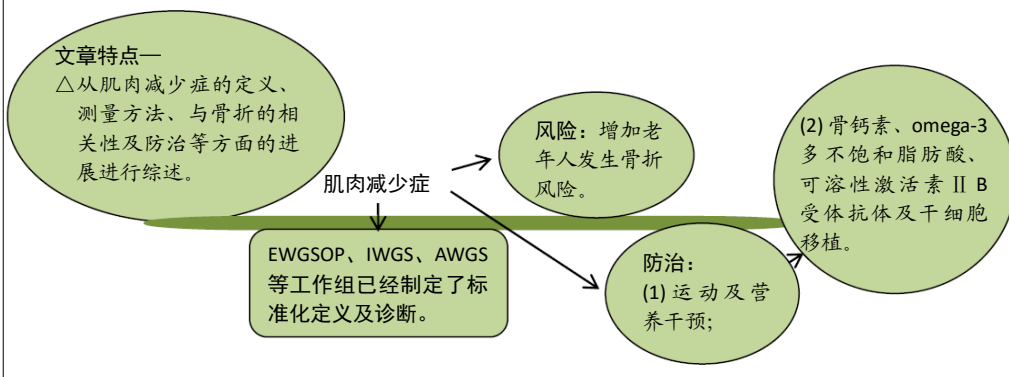 文章特点—
△从肌肉减少症的定义、
测量方法、与骨折的相
关性及防治等方面的进
展进行综述。
肌肉减少症
风险：增加老
年人发生骨折
风险。
EWGSOP、IWGS、AWGS
等工作组已经制定了标
准化定义及诊断。
防治：
(1) 运动及营
养干预;
(2) 骨钙素、omega-3
多不饱和脂肪酸、
可溶性激活素 Ⅱ B
受体抗体及干细胞
移植。